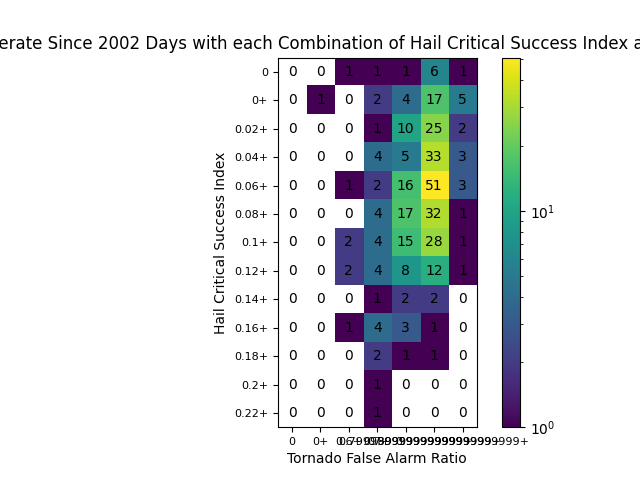 erate Since 2002 Days with each Combination of Hail Critical Success Index a
0 0 0 1 1 1 6 1
0+ 0 1 0 2 4 17 5
0.02+ 0 0 0 1 10 25 2
0.04+ 0 0 0 4 5 33 3
0.06+ 0 0 1 2 16 51 3
0.08+ 0 0 0 4 17 32 1
0.1+ 0 0 2 4 15 28 1
0.12+ 0 0 2 4 8 12 1
0.14+ 0 0 0 1 2 2 0
0.16+ 0 0 1 4 3 1 0
0.18+ 0 0 0 2 1 1 0
0.2+ 0 0 0 1 0 0 0
0.22+ 0 0 0 1 0 0 0
0 0+
Tornado False Alarm Ratio
Hail Critical Success Index
10¹
10⁰